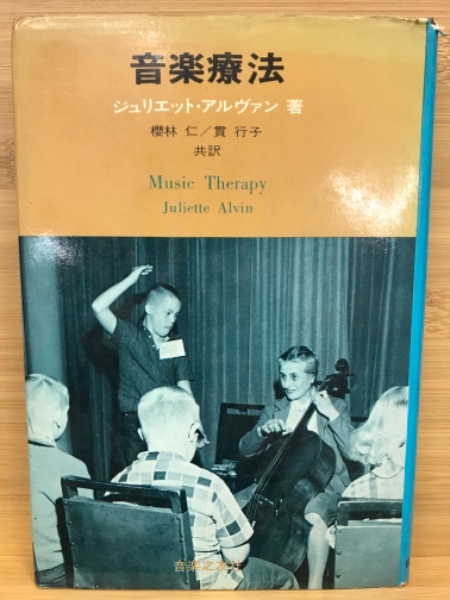 音楽療法
ジュリエット・アルヴァン 著
櫻林 仁／貫 行子
共訳
Music Therapy
Juliette Alvin
音楽之友社